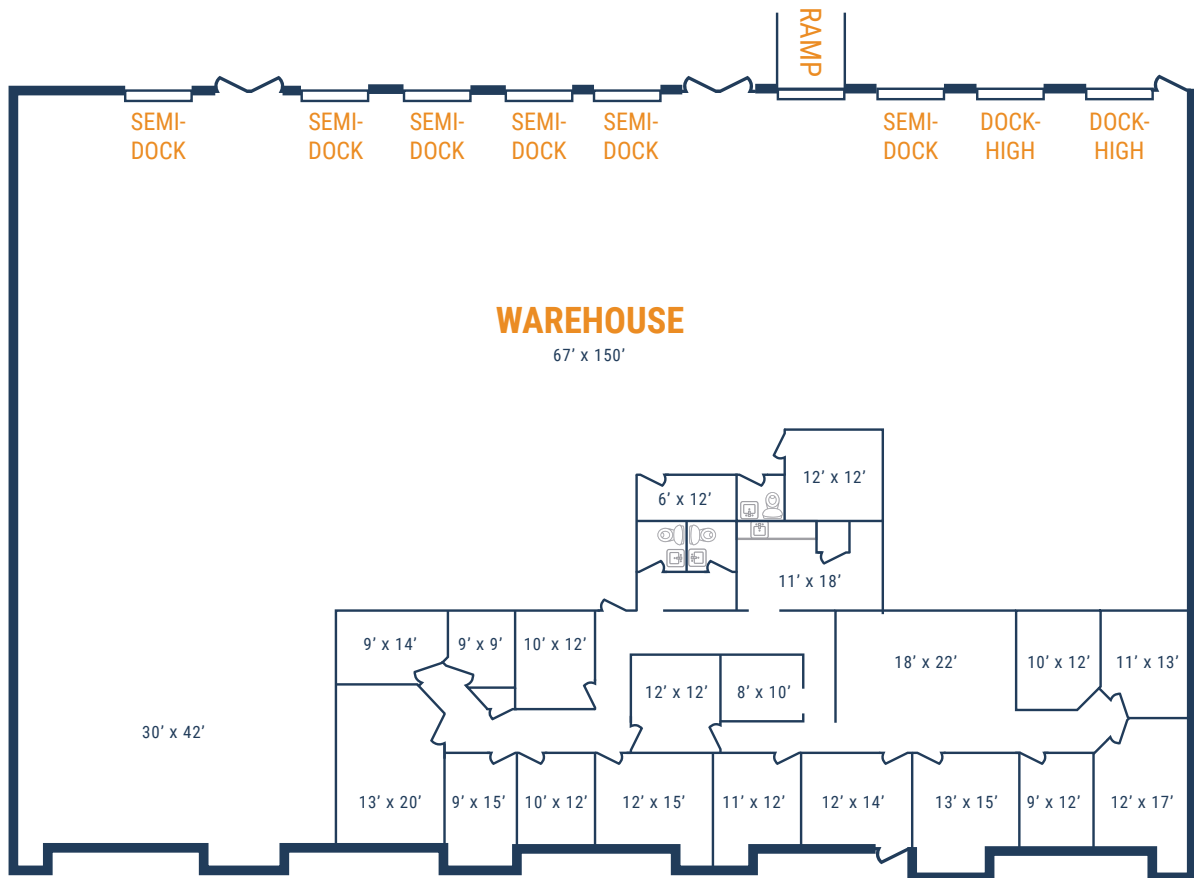 RAMP
SEMI-
DOCK
SEMI-
DOCK
SEMI-
DOCK
SEMI-
DOCK
SEMI-
DOCK
SEMI-
DOCK
DOCK-
HIGH
DOCK-
HIGH
WAREHOUSE
67’ x 150’
12’ x 12’
6’ x 12’
11’ x 18’
9’ x 14’
9’ x 9’
10’ x 12’
18’ x 22’
10’ x 12’
11’ x 13’
12’ x 12’
8’ x 10’
30’ x 42’
13’ x 20’
9’ x 15’
10’ x 12’
12’ x 15’
11’ x 12’
12’ x 14’
13’ x 15’
9’ x 12’
12’ x 17’